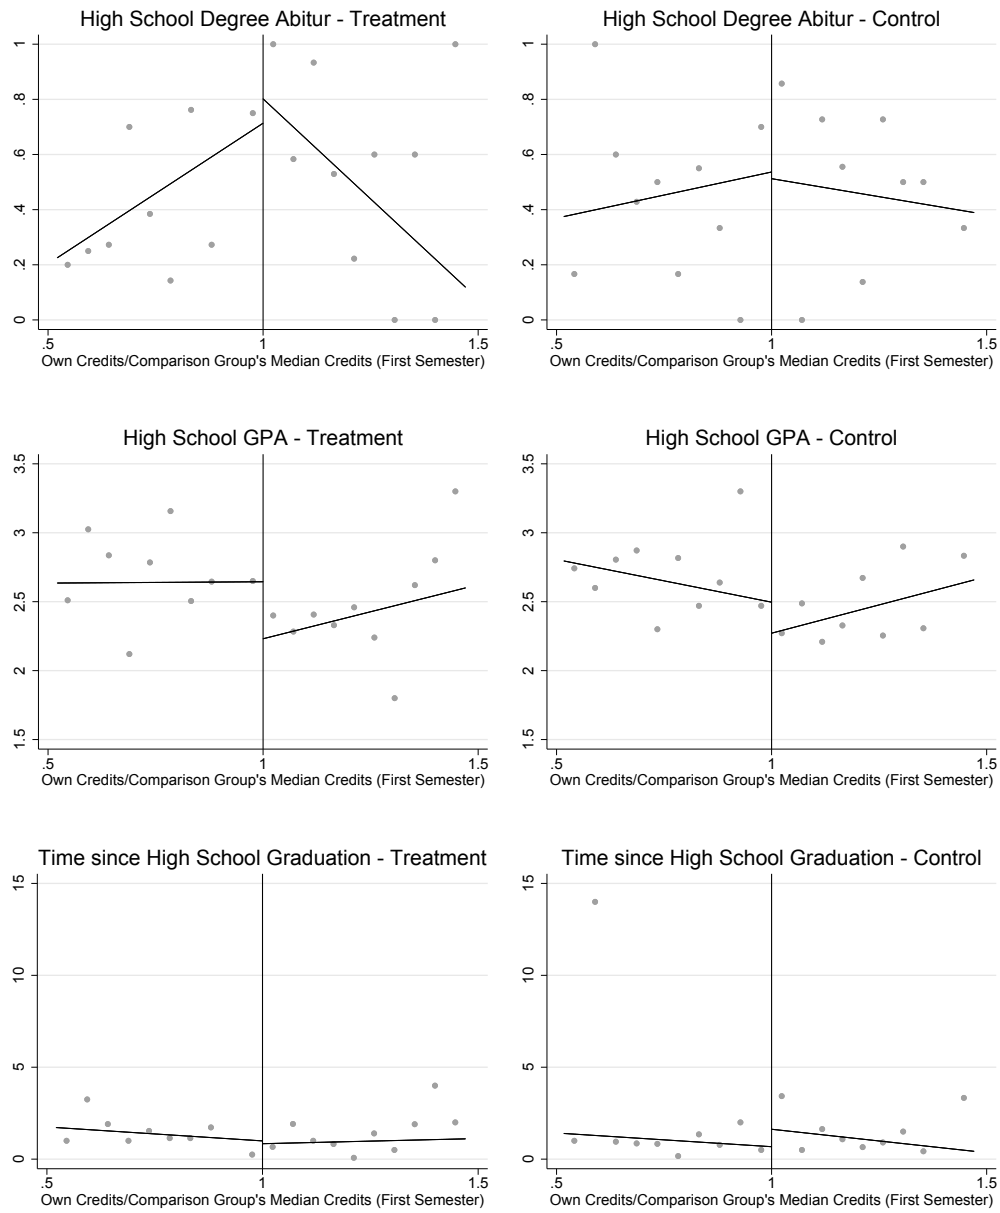 High School Degree Abitur - Treatment
1
.8
.6
.4
.2
0
.5 1 1.5
Own Credits/Comparison Group's Median Credits (First Semester)
High School Degree Abitur - Control
1
.8
.6
.4
.2
0
.5 1 1.5
Own Credits/Comparison Group's Median Credits (First Semester)
High School GPA - Treatment
3.5
3
2.5
2
1.5
.5 1 1.5
Own Credits/Comparison Group's Median Credits (First Semester)
High School GPA - Control
3.5
3
2.5
2
1.5
.5 1 1.5
Own Credits/Comparison Group's Median Credits (First Semester)
Time since High School Graduation - Treatment
15
10
5
0
.5 1 1.5
Own Credits/Comparison Group's Median Credits (First Semester)
Time since High School Graduation - Control
15
10
5
0
.5 1 1.5
Own Credits/Comparison Group's Median Credits (First Semester)